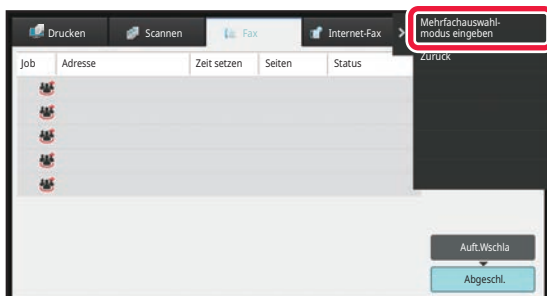 Drucken
Scannen
Fax
Internet-Fax
Mehrfachauswahl-
modus eingeben
Zurück
Job
Adresse
Zeit setzen
Seiten
Status
Auft.Wschla
Abgeschl.